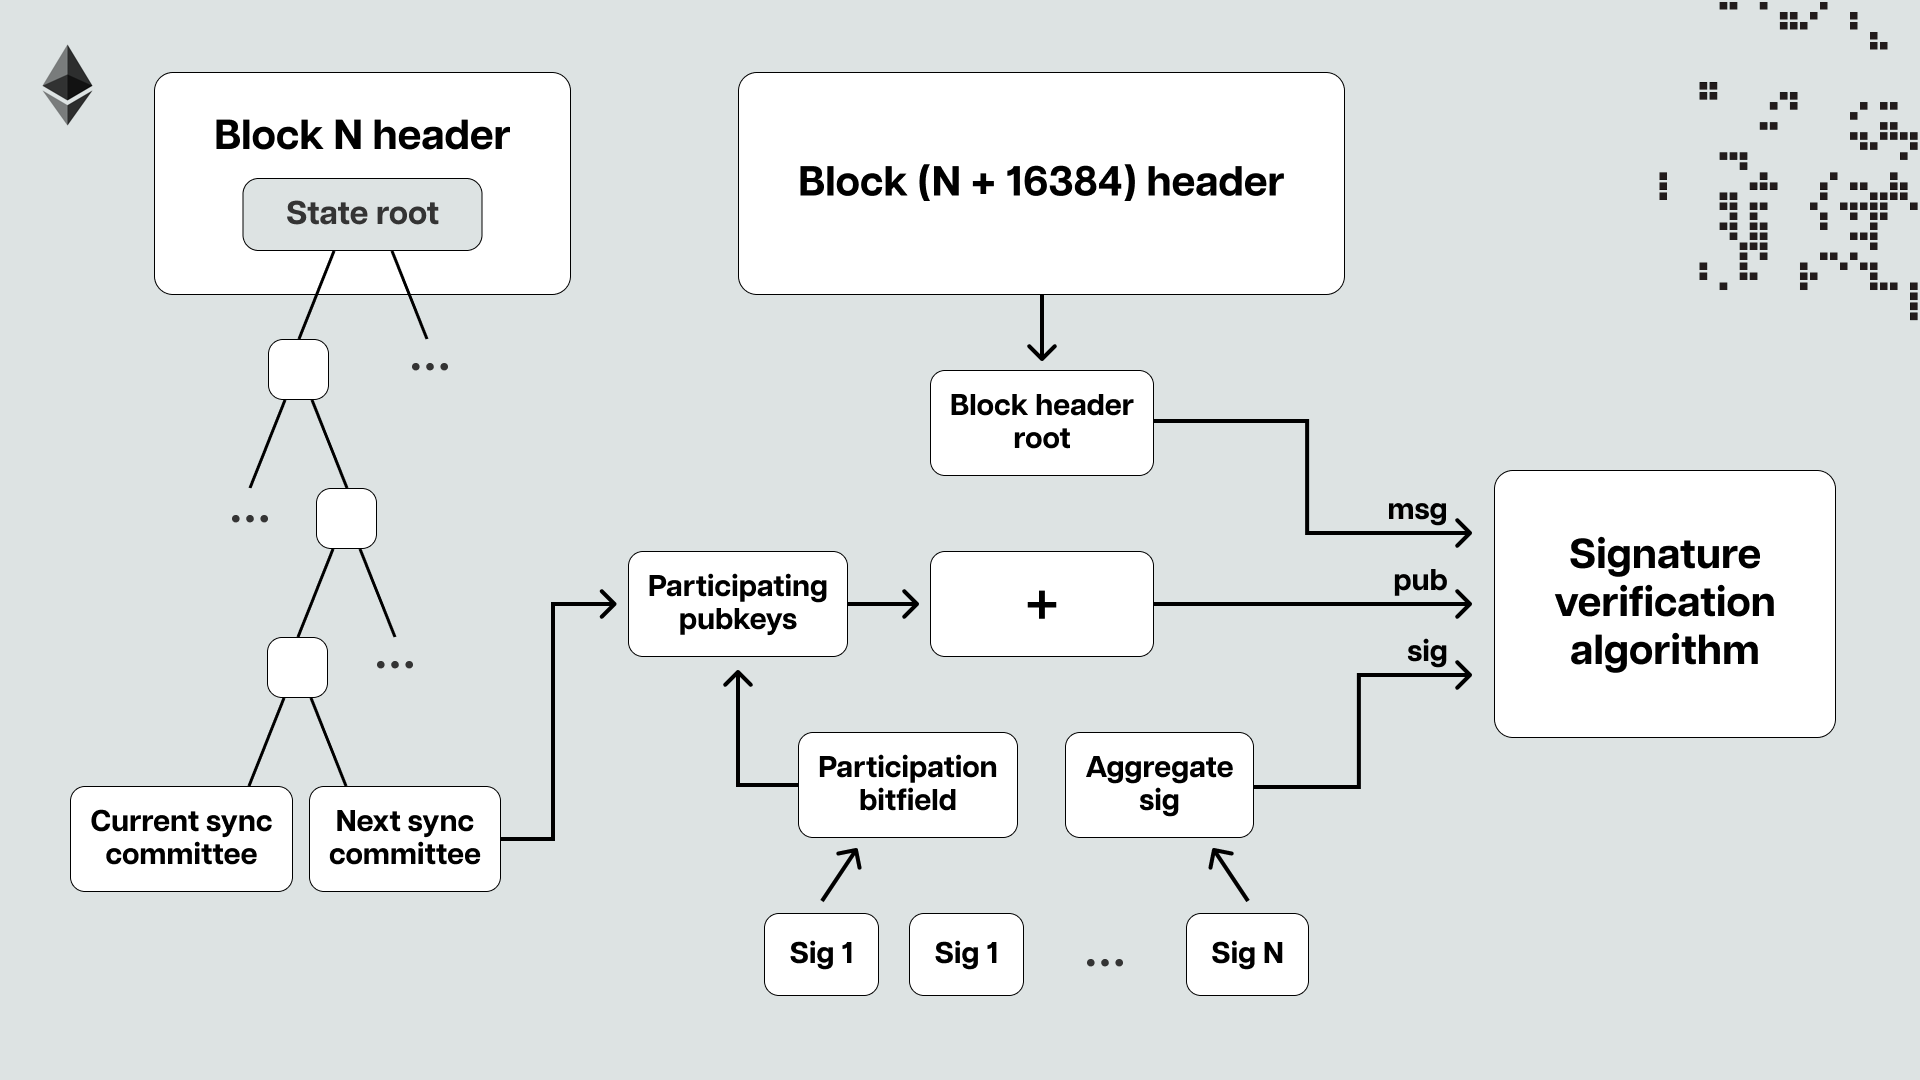 Block N header
State root
Block (N + 16384) header
Block header
root
msg
Participating
pubkeys
+
pub
sig
Signature
verification
algorithm
Participation
bitfield
Aggregate
sig
Current sync
committee
Next sync
committee
Sig 1
Sig 1
...
Sig N